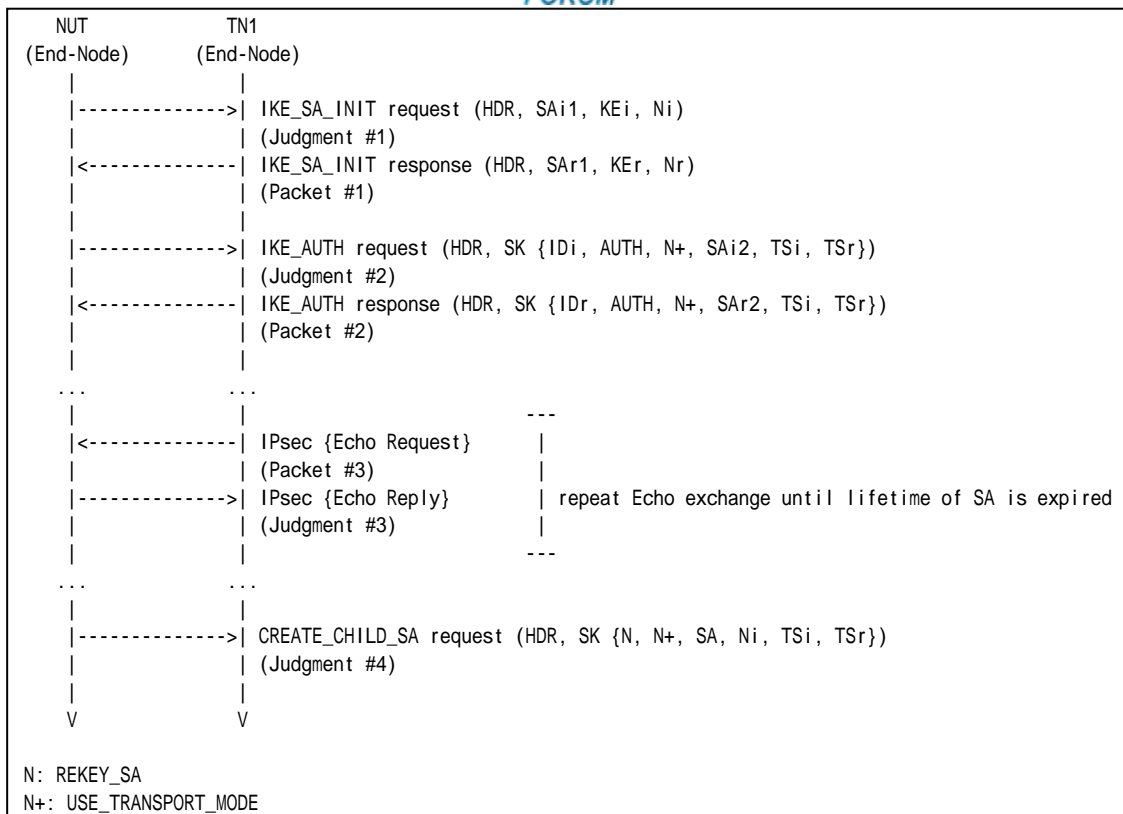 FORUM
NUT TN1
(End-Node) (End-Node)
| |
|-------------->| IKE_SA_INIT request (HDR, SAi1, KEi, Ni)
| | (Judgment #1)
|<--------------| IKE_SA_INIT response (HDR, SAr1, KEr, Nr)
| | (Packet #1)
| |
|-------------->| IKE_AUTH request (HDR, SK {IDi, AUTH, N+, SAi2, TSi, TSr})
| | (Judgment #2)
|<--------------| IKE_AUTH response (HDR, SK {IDr, AUTH, N+, SAr2, TSi, TSr})
| | (Packet #2)
| |
... ...
| | ---
|<--------------| IPsec {Echo Request} |
| | (Packet #3) |
|-------------->| IPsec {Echo Reply} | repeat Echo exchange until lifetime of SA is expired
| | (Judgment #3) |
| | ---
... ...
| |
|-------------->| CREATE_CHILD_SA request (HDR, SK {N, N+, SA, Ni, TSi, TSr})
| | (Judgment #4)
| |
V V
N: REKEY_SA
N+: USE_TRANSPORT_MODE